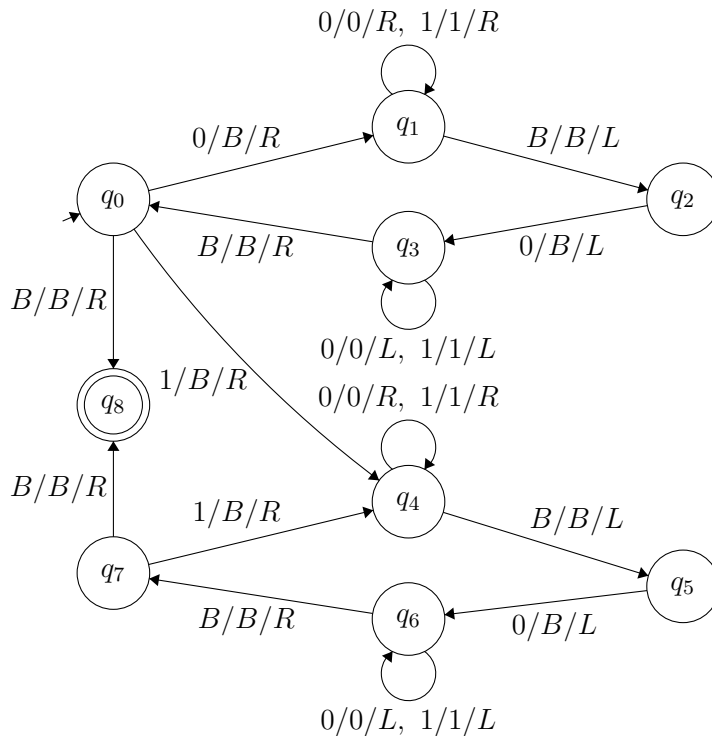 0/0/R, 1/1/R
q1
0/B/R
B/B/L
q0
q2
q3
B/B/R
0/B/L
0/0/L, 1/1/L
B/B/R
1/B/R
0/0/R, 1/1/R
q8
B/B/R
q4
1/B/R
B/B/L
q7
q5
q6
B/B/R
0/B/L
0/0/L, 1/1/L